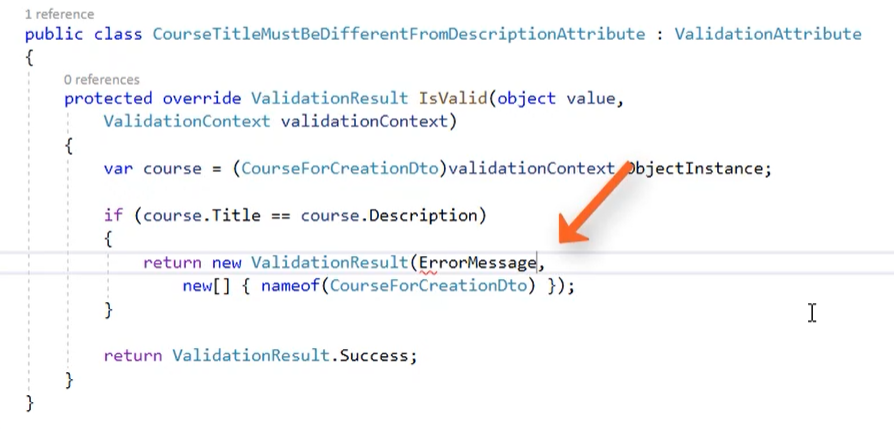 1 reference
public class CourseTitleMustBeDifferentFromDescriptionAttribute : ValidationAttribute
{
0 references
protected override ValidationResult IsValid(object value,
ValidationContext validationContext)
{
var course = (CourseForCreationDto)validationContext.ObjectInstance;
if (course.Title == course.Description)
{
return new ValidationResult(ErrorMessage,
new[] { nameof(CourseForCreationDto) });
}
return ValidationResult.Success;
}
}